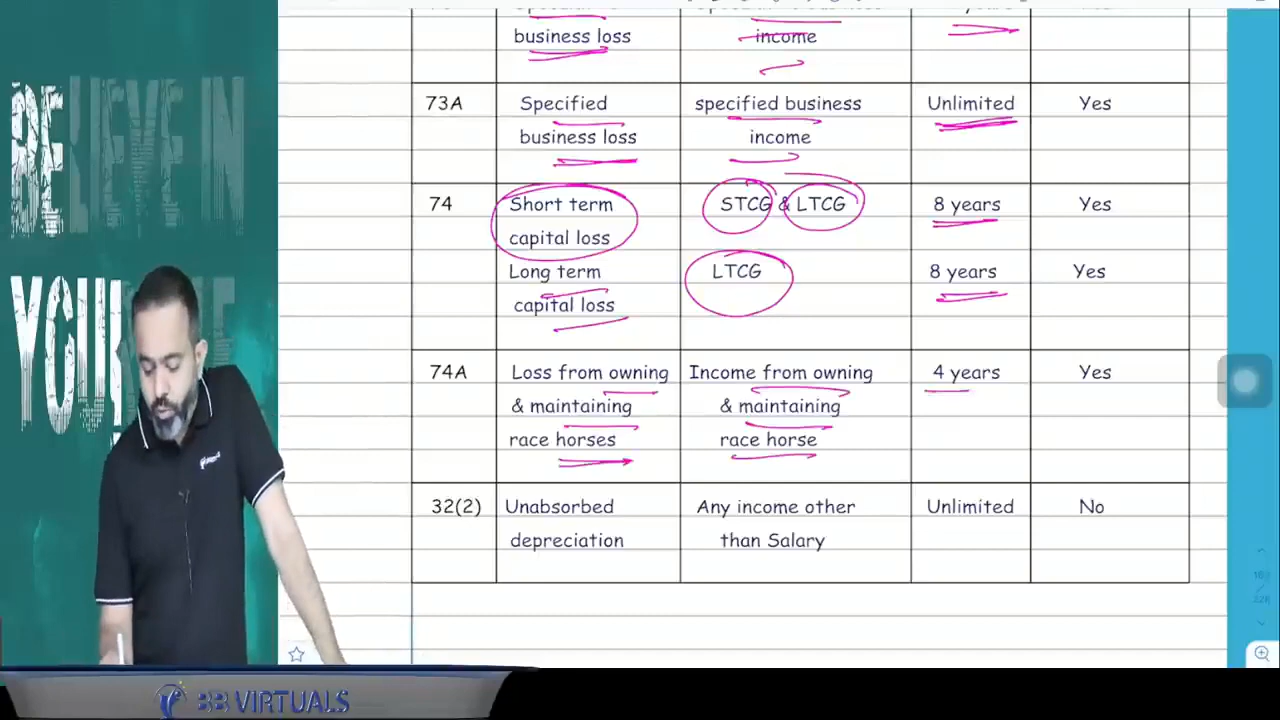 BELIEVE IN
YOU
business loss
income
73A Specified specified business Unlimited Yes
business loss income
74 Short term STCG & LTCG 8 years Yes
capital loss
Long term LTCG 8 years Yes
capital loss
74A Loss from owning Income from owning 4 years Yes
& maintaining & maintaining
race horses race horse
32(2) Unabsorbed Any income other Unlimited No
depreciation than Salary
BB VIRTUALS